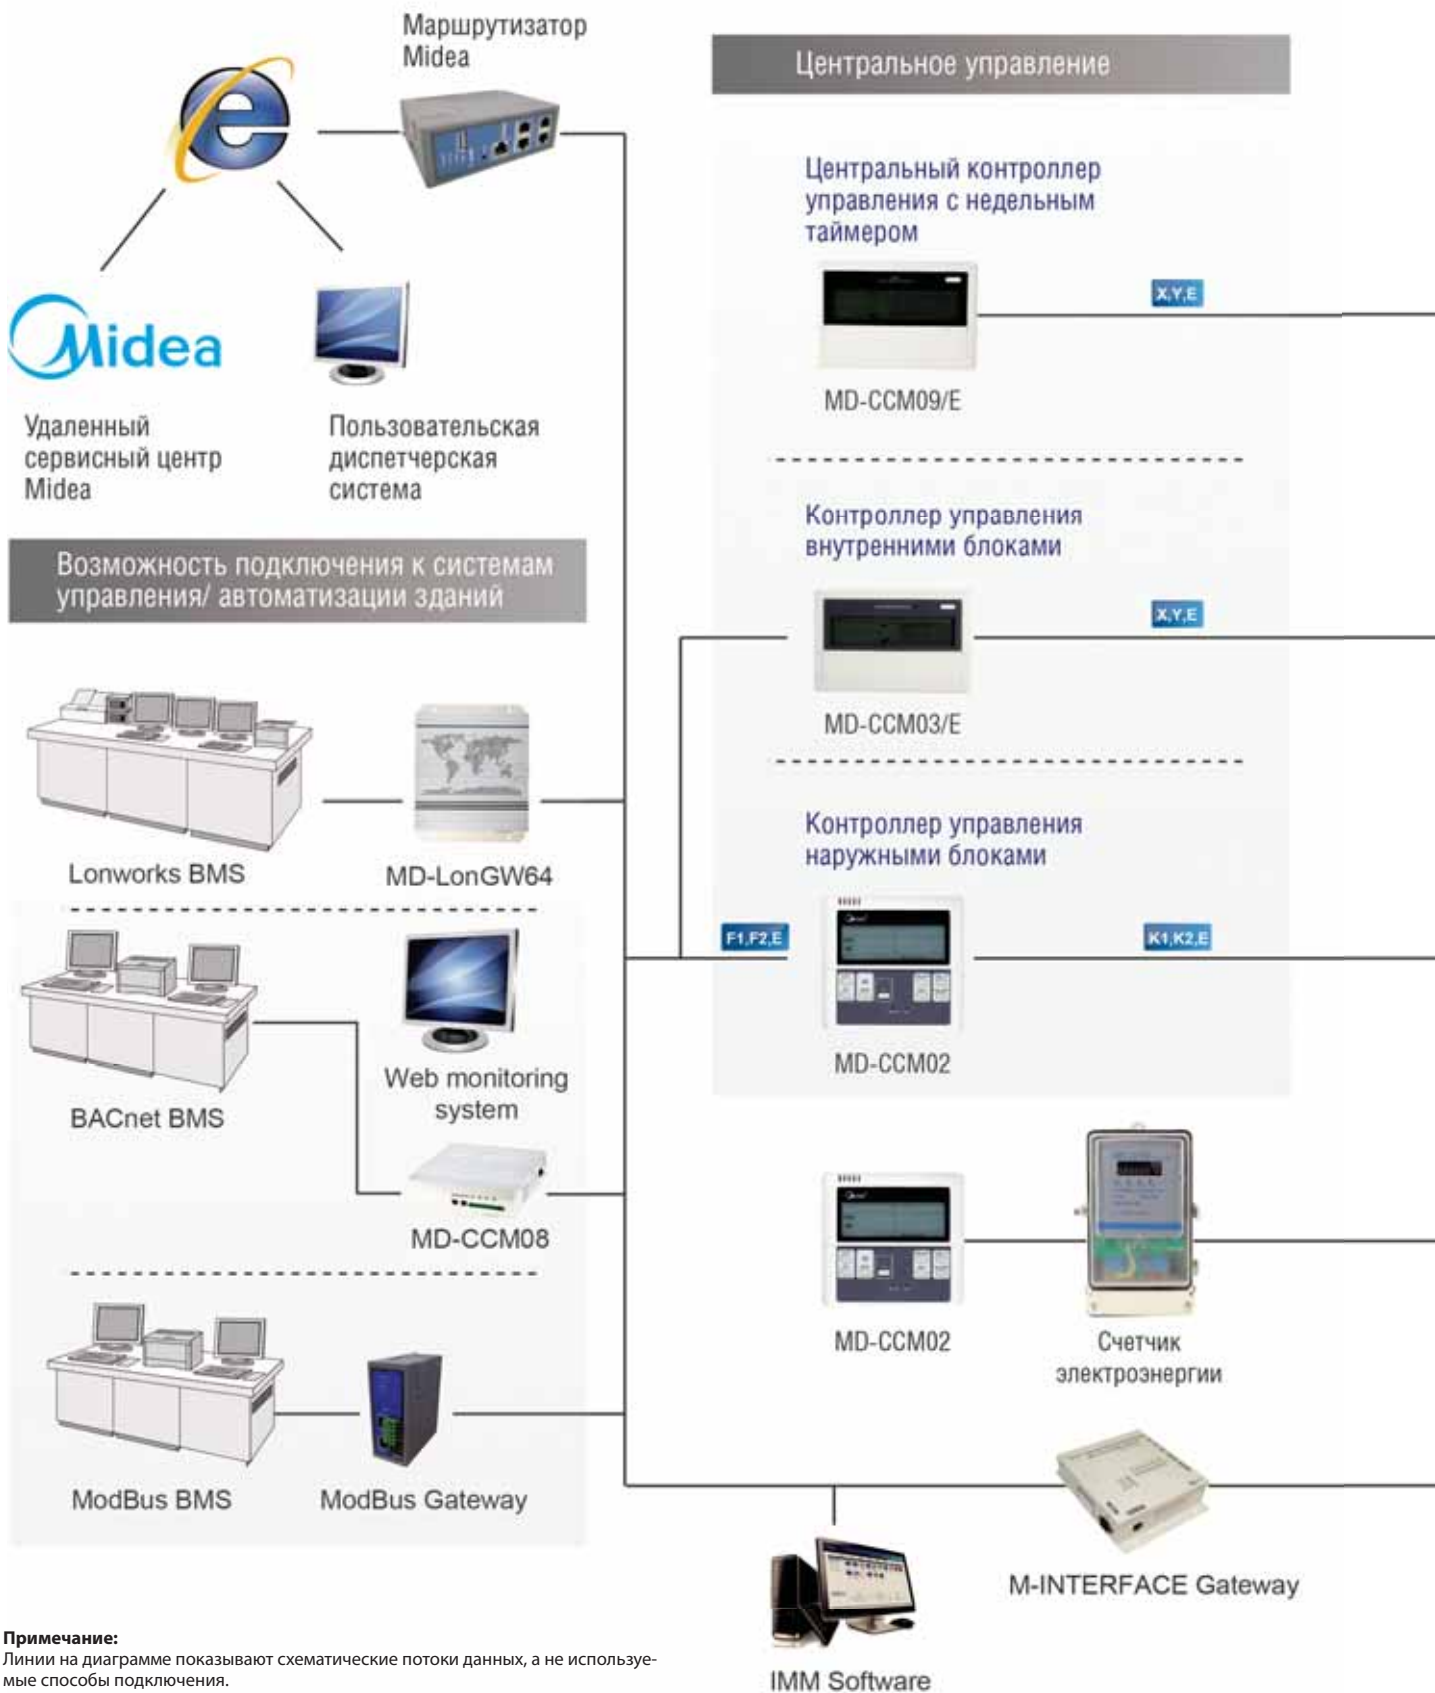 Маршрутизатор
Midea
Midea
Удаленный
сервисный центр
Midea
Пользовательская
диспетчерская
система
Возможность подключения к системам
управления/ автоматизации зданий
Lonworks BMS
MD-LonGW64
BACnet BMS
Web monitoring
system
MD-CCM08
ModBus BMS
ModBus Gateway
Центральное управление
Центральный контроллер
управления с недельным
таймером
X,Y,E
MD-CCM09/E
Контроллер управления
внутренними блоками
X,Y,E
MD-CCM03/E
Контроллер управления
наружными блоками
F1,F2,E
K1,K2,E
MD-CCM02
MD-CCM02
Счетчик
электроэнергии
M-INTERFACE Gateway
IMM Software
Примечание:
Линии на диаграмме показывают схематические потоки данных, а не используе-
мые способы подключения.